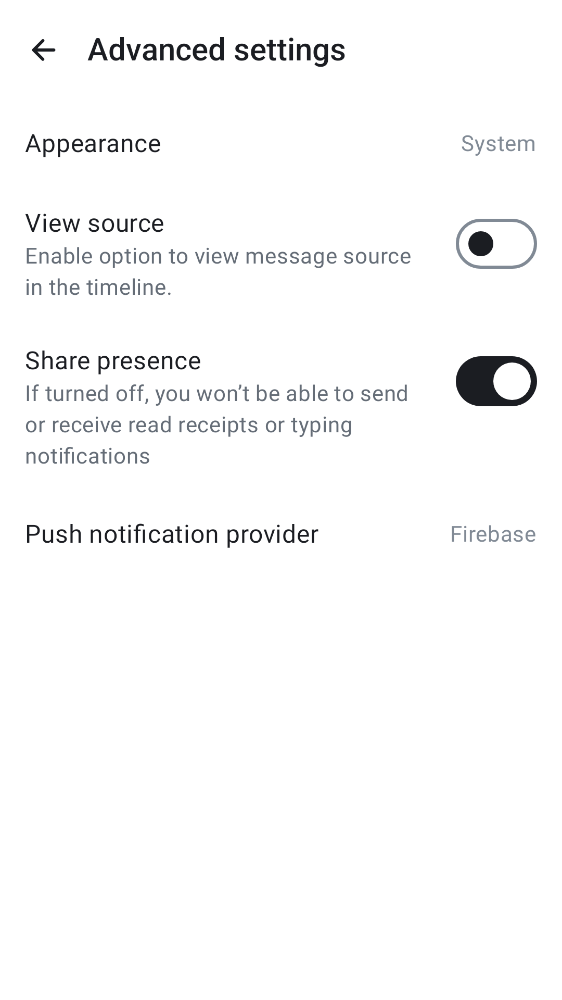 Advanced settings
Appearance
System
View source
Enable option to view message source
in the timeline.
Share presence
If turned off, you won’t be able to send
or receive read receipts or typing
notifications
Push notification provider
Firebase